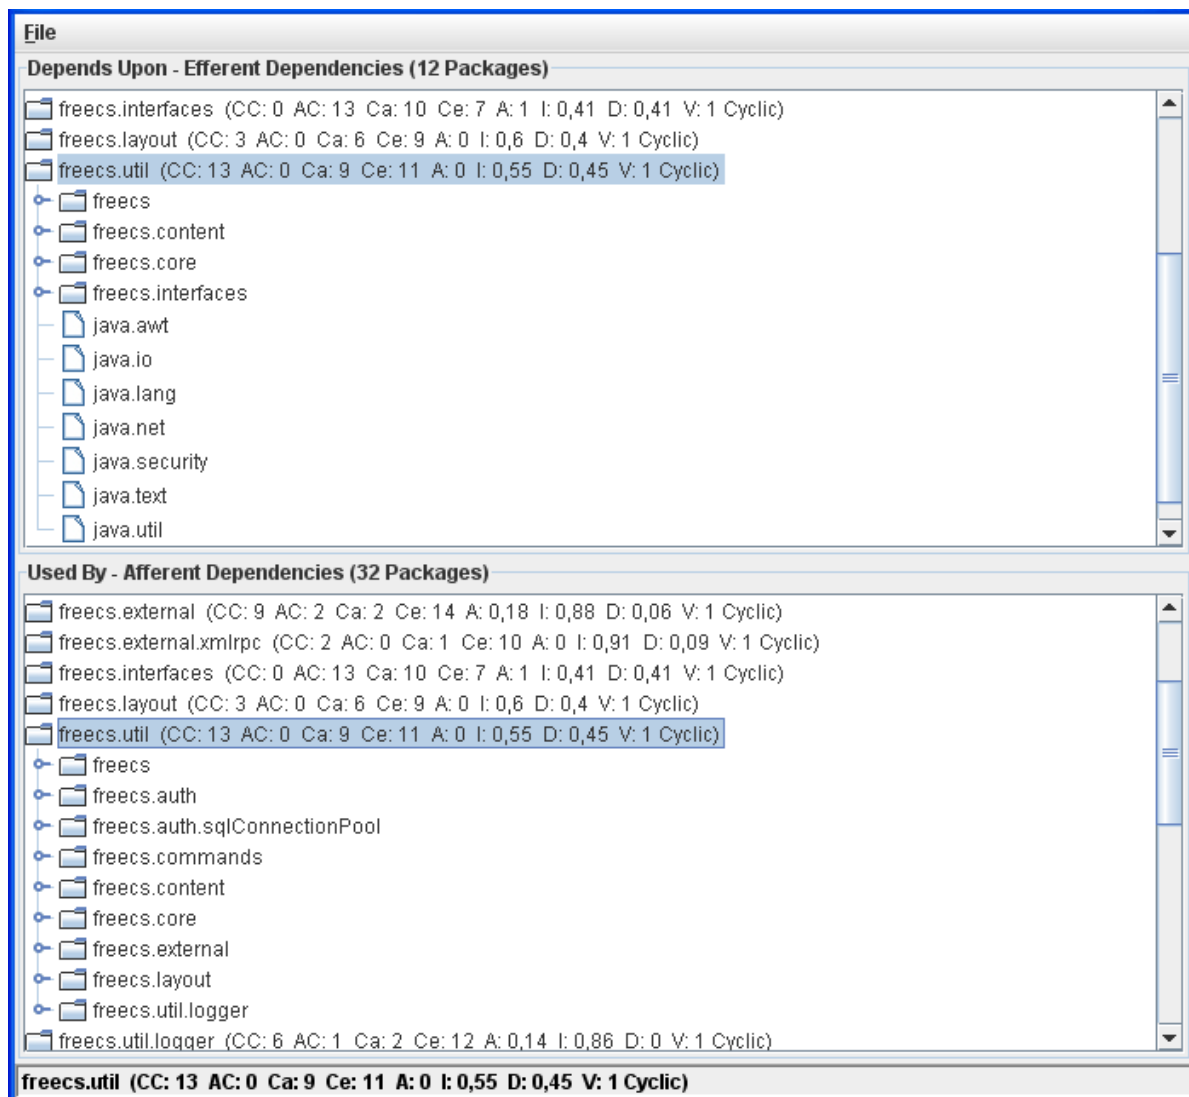 File
Depends Upon - Efferent Dependencies (12 Packages)
freecs.interfaces (CC: 0 AC: 13 Ca: 10 Ce: 7 A: 1 I: 0,41 D: 0,41 V: 1 Cyclic)
freecs.layout (CC: 3 AC: 0 Ca: 6 Ce: 9 A: 0 I: 0,6 D: 0,4 V: 1 Cyclic)
freecs.util (CC: 13 AC: 0 Ca: 9 Ce: 11 A: 0 I: 0,55 D: 0,45 V: 1 Cyclic)
freecs
freecs.content
freecs.core
freecs.interfaces
java.awt
java.io
java.lang
java.net
java.security
java.text
java.util
Used By - Afferent Dependencies (32 Packages)
freecs.external (CC: 9 AC: 2 Ca: 2 Ce: 14 A: 0,18 I: 0,88 D: 0,06 V: 1 Cyclic)
freecs.external.xmlrpc (CC: 2 AC: 0 Ca: 1 Ce: 10 A: 0 I: 0,91 D: 0,09 V: 1 Cyclic)
freecs.interfaces (CC: 0 AC: 13 Ca: 10 Ce: 7 A: 1 I: 0,41 D: 0,41 V: 1 Cyclic)
freecs.layout (CC: 3 AC: 0 Ca: 6 Ce: 9 A: 0 I: 0,6 D: 0,4 V: 1 Cyclic)
freecs.util (CC: 13 AC: 0 Ca: 9 Ce: 11 A: 0 I: 0,55 D: 0,45 V: 1 Cyclic)
freecs
freecs.auth
freecs.auth.sqlConnectionPool
freecs.commands
freecs.content
freecs.core
freecs.external
freecs.layout
freecs.util.logger
freecs.util.logger (CC: 6 AC: 1 Ca: 2 Ce: 12 A: 0,14 I: 0,86 D: 0 V: 1 Cyclic)
freecs.util (CC: 13 AC: 0 Ca: 9 Ce: 11 A: 0 I: 0,55 D: 0,45 V: 1 Cyclic)